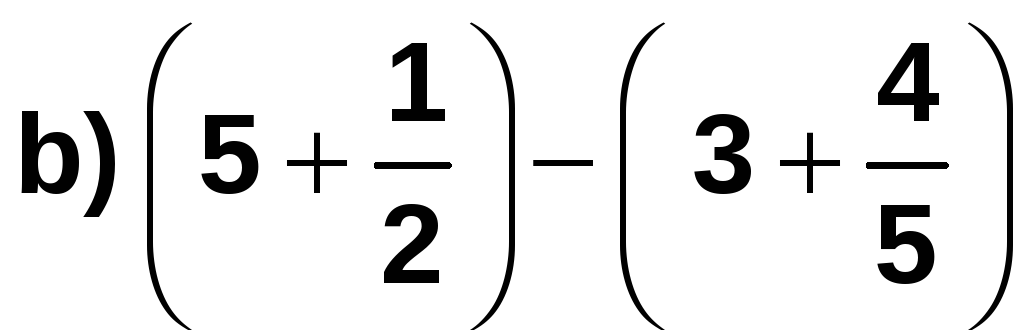 b) (5 + 1/2) − (3 + 4/5)